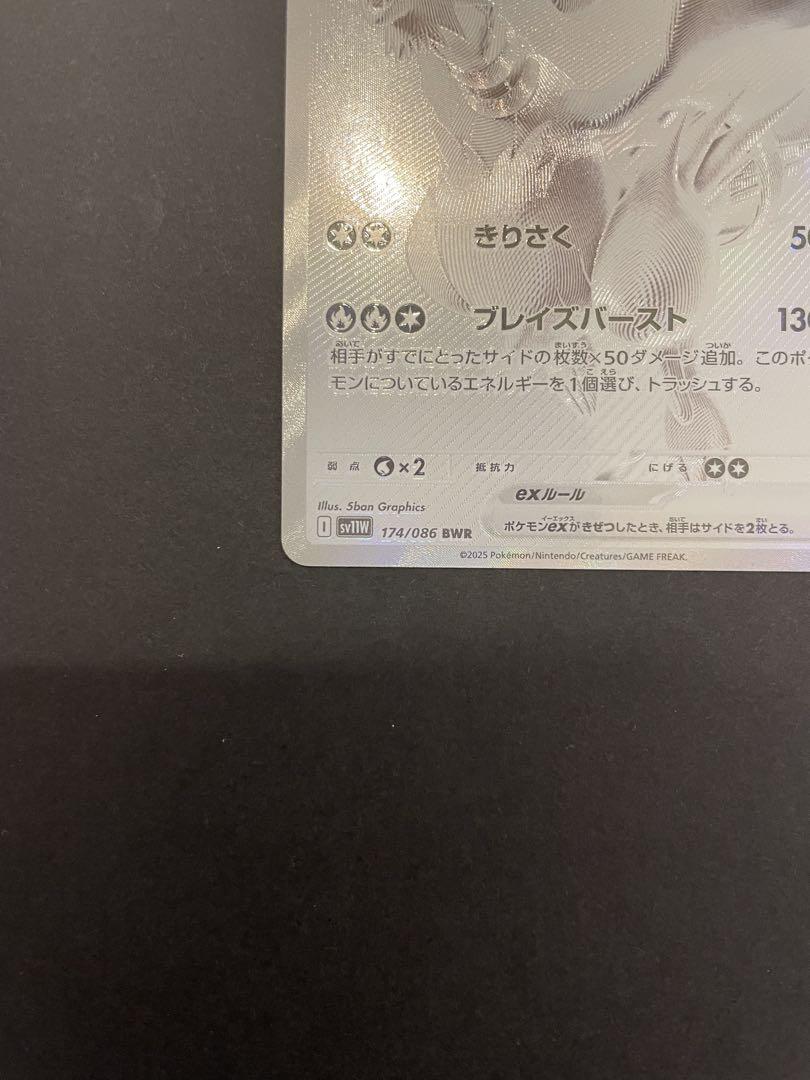 きりさく 50
ブレイズバースト 130
相手がすでにとったサイドの枚数×50ダメージ追加。このポ
モンについているエネルギーを1個選び、トラッシュする。
弱点 ×2 抵抗力 にげる
exルール
ポケモンexがきぜつしたとき、相手はサイドを2枚とる。
Illus. 5ban Graphics
I sv11W 174/086 BWR
©2025 Pokémon/Nintendo/Creatures/GAME FREAK.